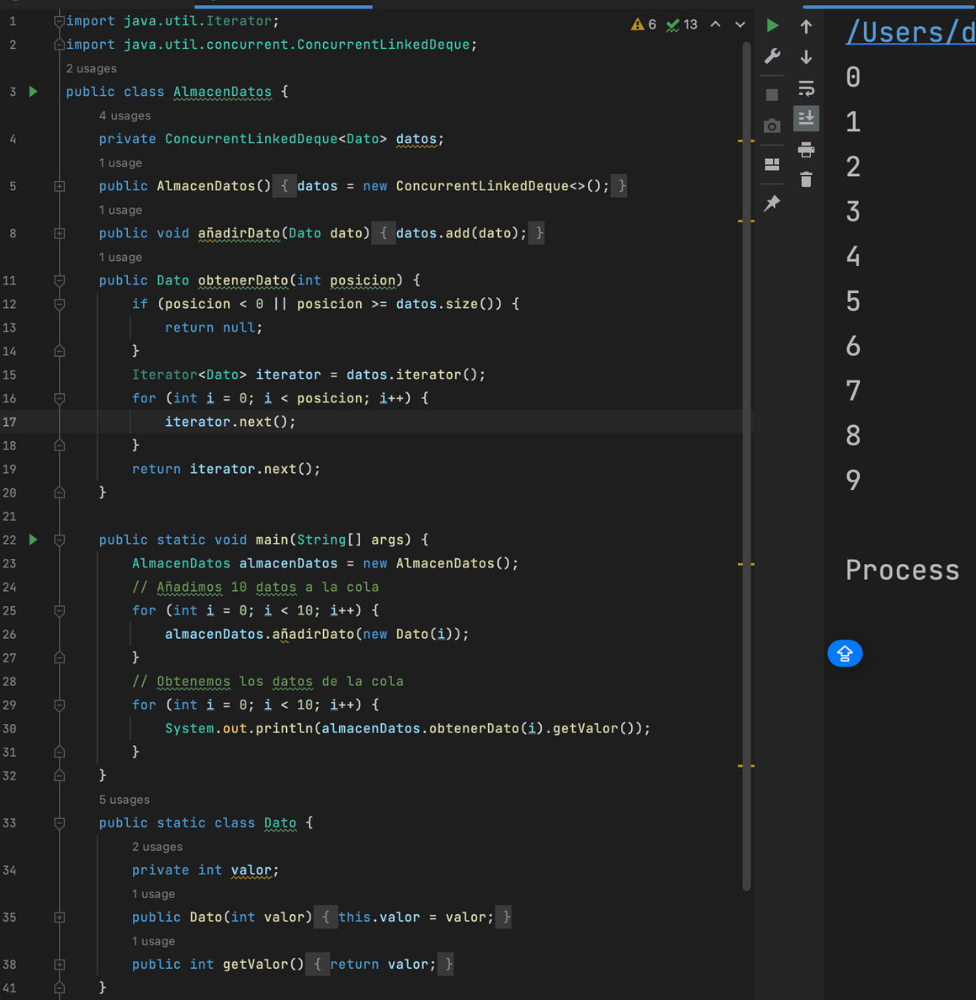 1 import java.util.Iterator;
2 import java.util.concurrent.ConcurrentLinkedDeque;
2 usages
3 public class AlmacenDatos {
4 usages
4 private ConcurrentLinkedDeque<Dato> datos;
1 usage
5 public AlmacenDatos() { datos = new ConcurrentLinkedDeque<>(); }
1 usage
8 public void añadirDato(Dato dato) { datos.add(dato); }
1 usage
11 public Dato obtenerDato(int posicion) {
12 if (posicion < 0 || posicion >= datos.size()) {
13 return null;
14 }
15 Iterator<Dato> iterator = datos.iterator();
16 for (int i = 0; i < posicion; i++) {
17 iterator.next();
18 }
19 return iterator.next();
20 }
21
22 public static void main(String[] args) {
23 AlmacenDatos almacenDatos = new AlmacenDatos();
24 // Añadimos 10 datos a la cola
25 for (int i = 0; i < 10; i++) {
26 almacenDatos.añadirDato(new Dato(i));
27 }
28 // Obtenemos los datos de la cola
29 for (int i = 0; i < 10; i++) {
30 System.out.println(almacenDatos.obtenerDato(i).getValor());
31 }
32 }
5 usages
33 public static class Dato {
2 usages
34 private int valor;
1 usage
35 public Dato(int valor) { this.valor = valor; }
1 usage
38 public int getValor() { return valor; }
41 }
6 13
/Users/d
0
1
2
3
4
5
6
7
8
9
Process